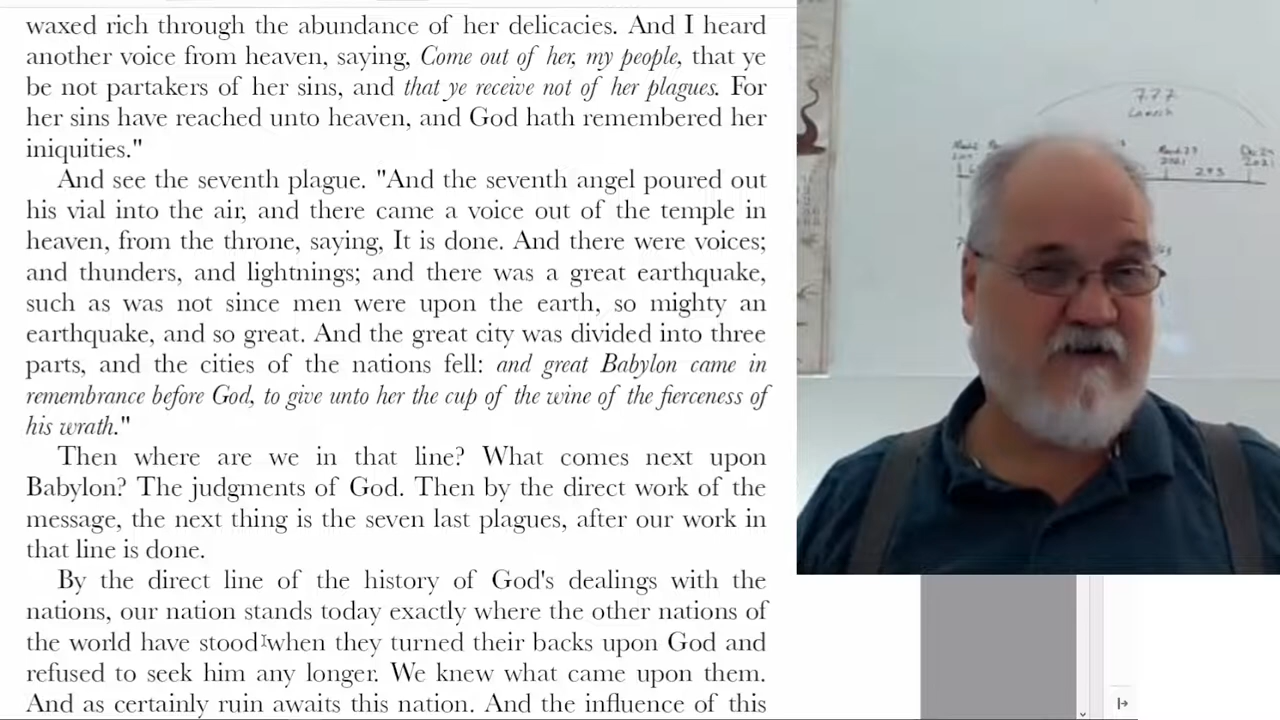 waxed rich through the abundance of her delicacies. And I heard
another voice from heaven, saying, Come out of her, my people, that ye
be not partakers of her sins, and that ye receive not of her plagues. For
her sins have reached unto heaven, and God hath remembered her
iniquities."
And see the seventh plague. "And the seventh angel poured out
his vial into the air, and there came a voice out of the temple in
heaven, from the throne, saying, It is done. And there were voices;
and thunders, and lightnings; and there was a great earthquake,
such as was not since men were upon the earth, so mighty an
earthquake, and so great. And the great city was divided into three
parts, and the cities of the nations fell: and great Babylon came in
remembrance before God, to give unto her the cup of the wine of the fierceness of
his wrath."
Then where are we in that line? What comes next upon
Babylon? The judgments of God. Then by the direct work of the
message, the next thing is the seven last plagues, after our work in
that line is done.
By the direct line of the history of God's dealings with the
nations, our nation stands today exactly where the other nations of
the world have stood when they turned their backs upon God and
refused to seek him any longer. We knew what came upon them.
And as certainly ruin awaits this nation. And the influence of this
777
Lamech
2021
Dec 24
2021